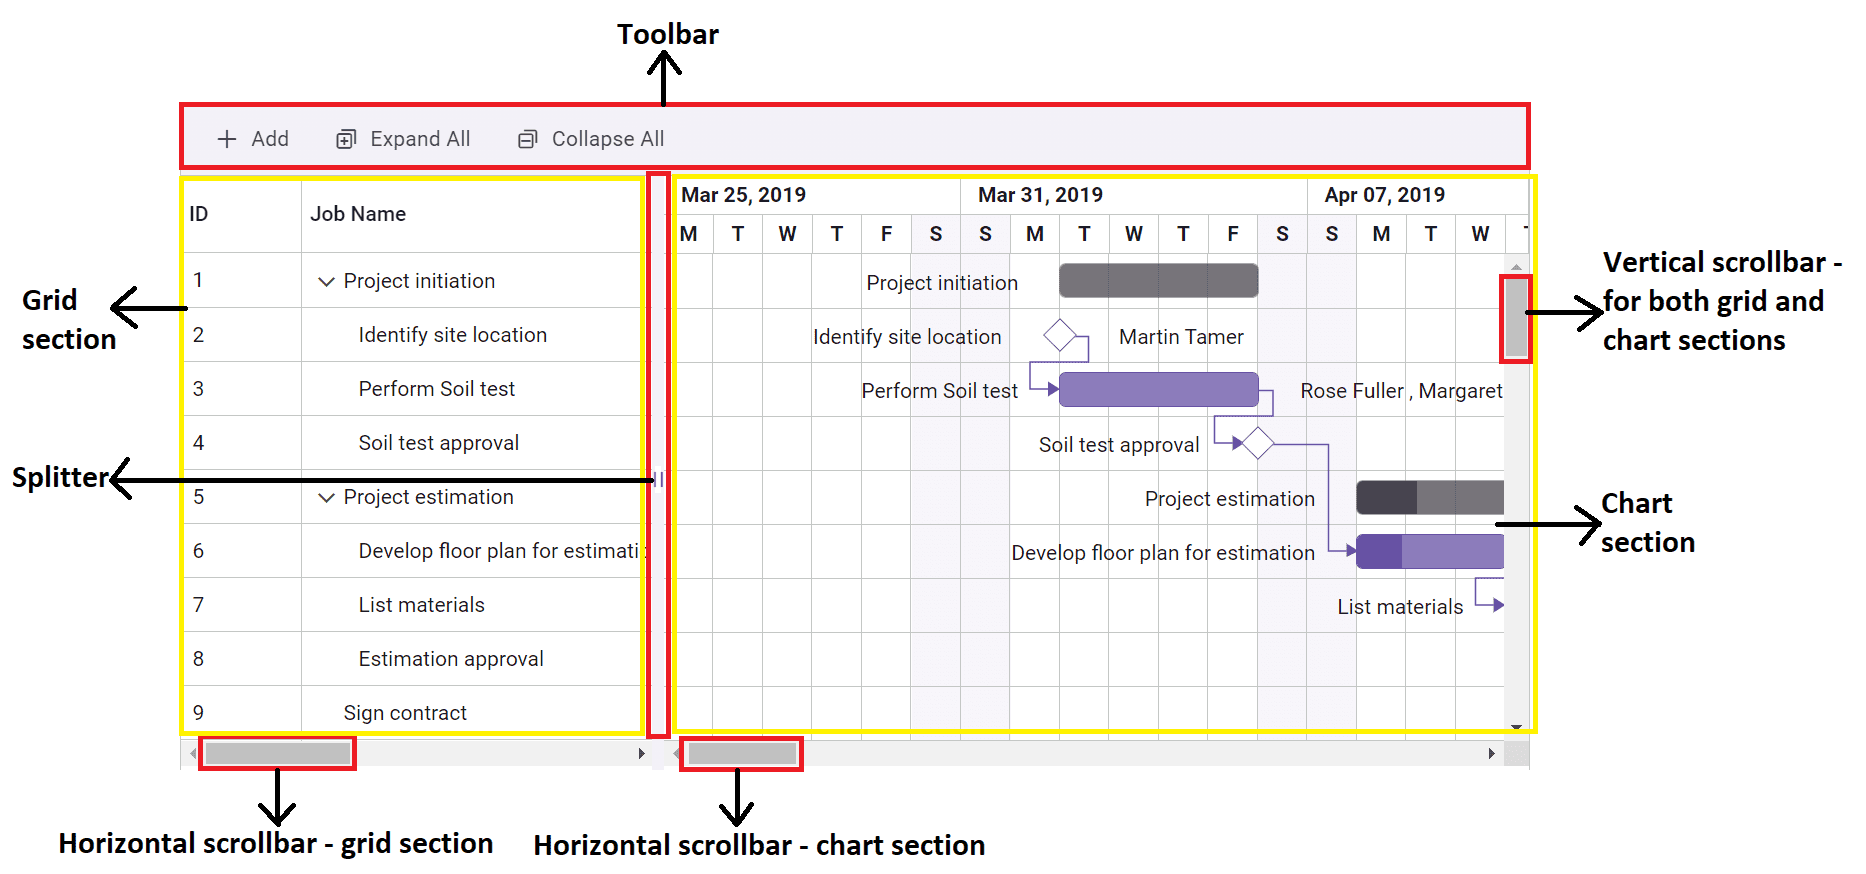 Toolbar
Add Expand All Collapse All
ID Job Name
Mar 25, 2019 Mar 31, 2019 Apr 07, 2019
M T W T F S S M T W T F S S M T W
1 Project initiation
2 Identify site location
3 Perform Soil test
4 Soil test approval
5 Project estimation
6 Develop floor plan for estimatic
7 List materials
8 Estimation approval
9 Sign contract
Project initiation
Identify site location Martin Tamer
Perform Soil test Rose Fuller , Margaret
Soil test approval
Project estimation
Develop floor plan for estimation
List materials
Grid
section
Splitter
Vertical scrollbar -
for both grid and
chart sections
Chart
section
Horizontal scrollbar - grid section
Horizontal scrollbar - chart section